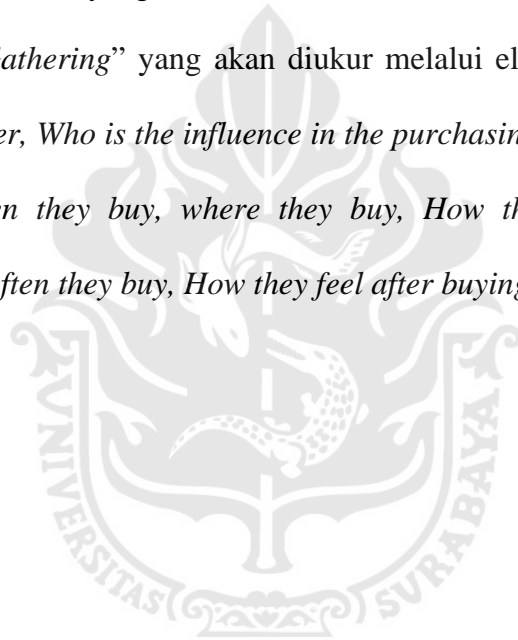 athering” yang akan diukur melalui el
er, Who is the influence in the purchasin
en they buy, where they buy, How th
ften they buy, How they feel after buying
UNIVERSITAS SURABAYA